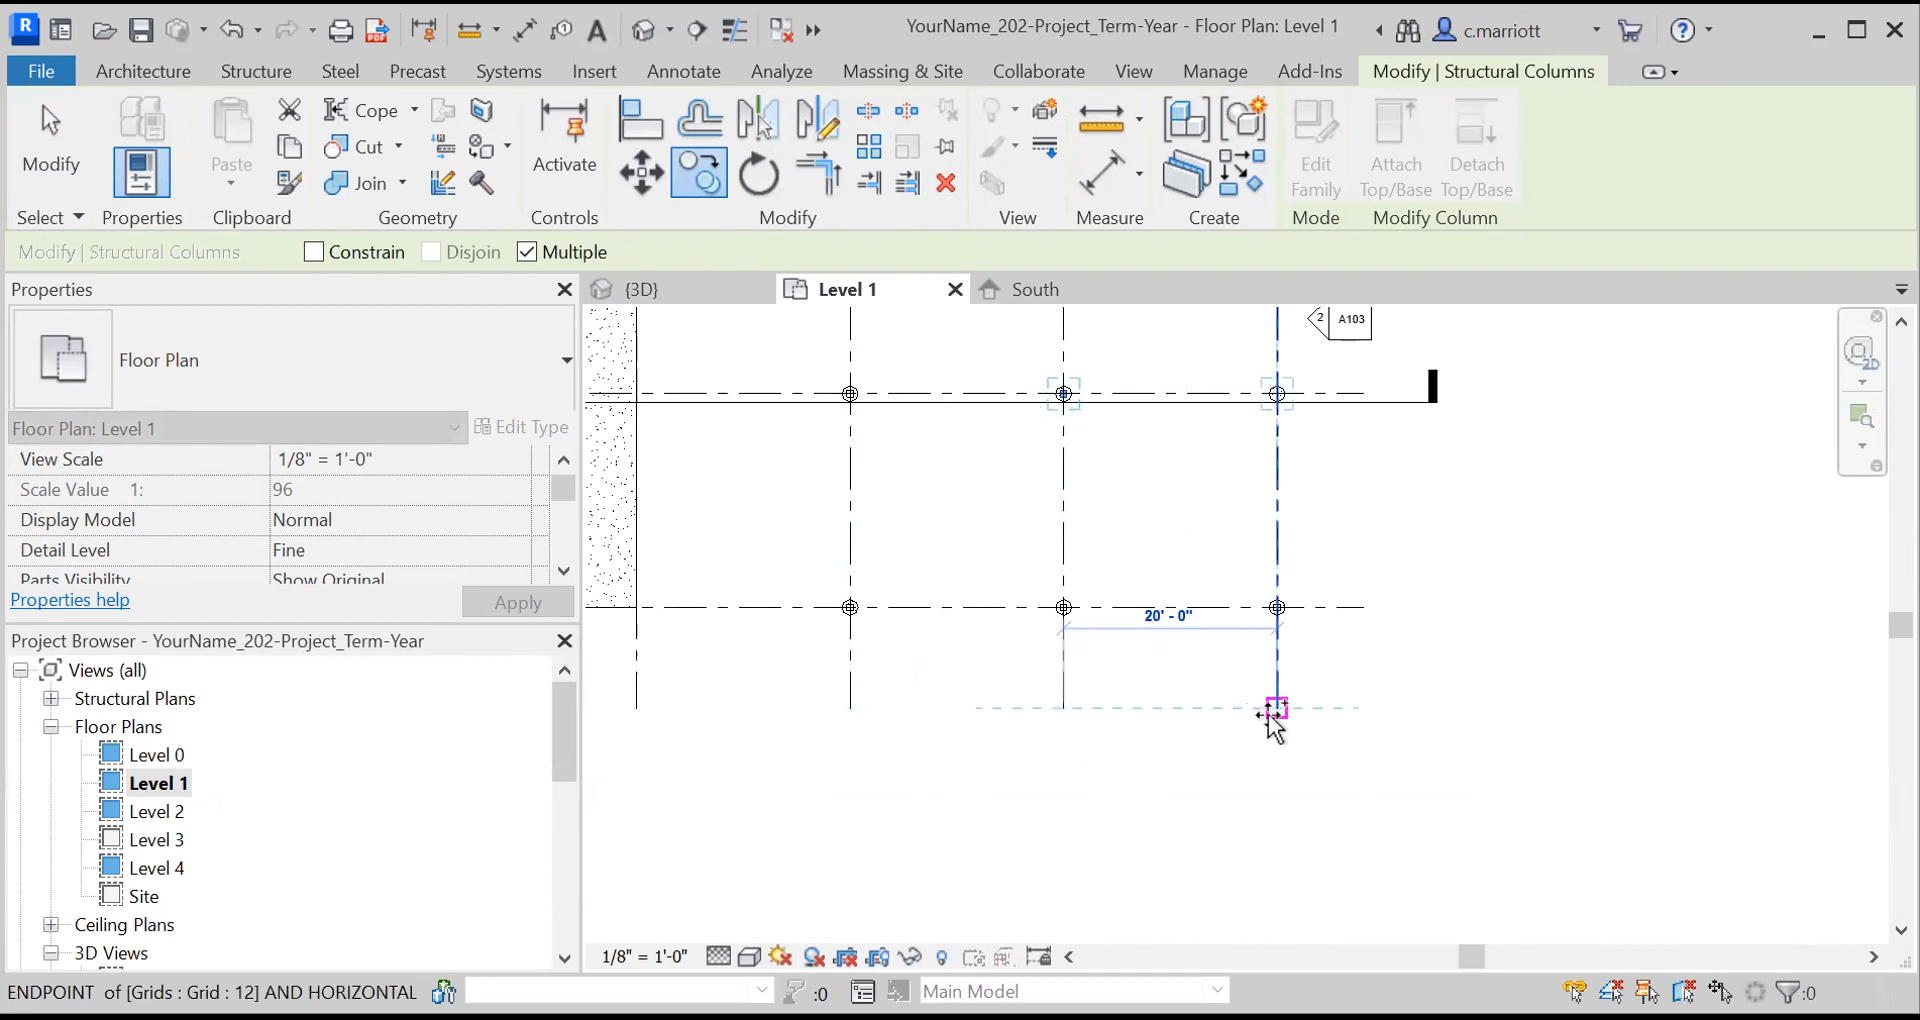 YourName_202-Project_Term-Year - Floor Plan: Level 1
c.marriott
File Architecture Structure Steel Precast Systems Insert Annotate Analyze Massing & Site Collaborate View Manage Add-Ins Modify | Structural Columns
Modify
Paste
Cope
Cut
Join
Activate
Edit Family
Attach Top/Base
Detach Top/Base
Select Properties Clipboard Geometry Controls Modify View Measure Create Mode Modify Column
Modify | Structural Columns Constrain Disjoin Multiple
Properties
{3D} Level 1 South
Floor Plan
Floor Plan: Level 1 Edit Type
View Scale 1/8" = 1'-0"
Scale Value 1: 96
Display Model Normal
Detail Level Fine
Parts Visibility Show Original
Properties help Apply
2 A103
20' - 0"
Project Browser - YourName_202-Project_Term-Year
Views (all)
Structural Plans
Floor Plans
Level 0
Level 1
Level 2
Level 3
Level 4
Site
Ceiling Plans
3D Views
2D
1/8" = 1'-0"
ENDPOINT of [Grids : Grid : 12] AND HORIZONTAL :0 Main Model :0